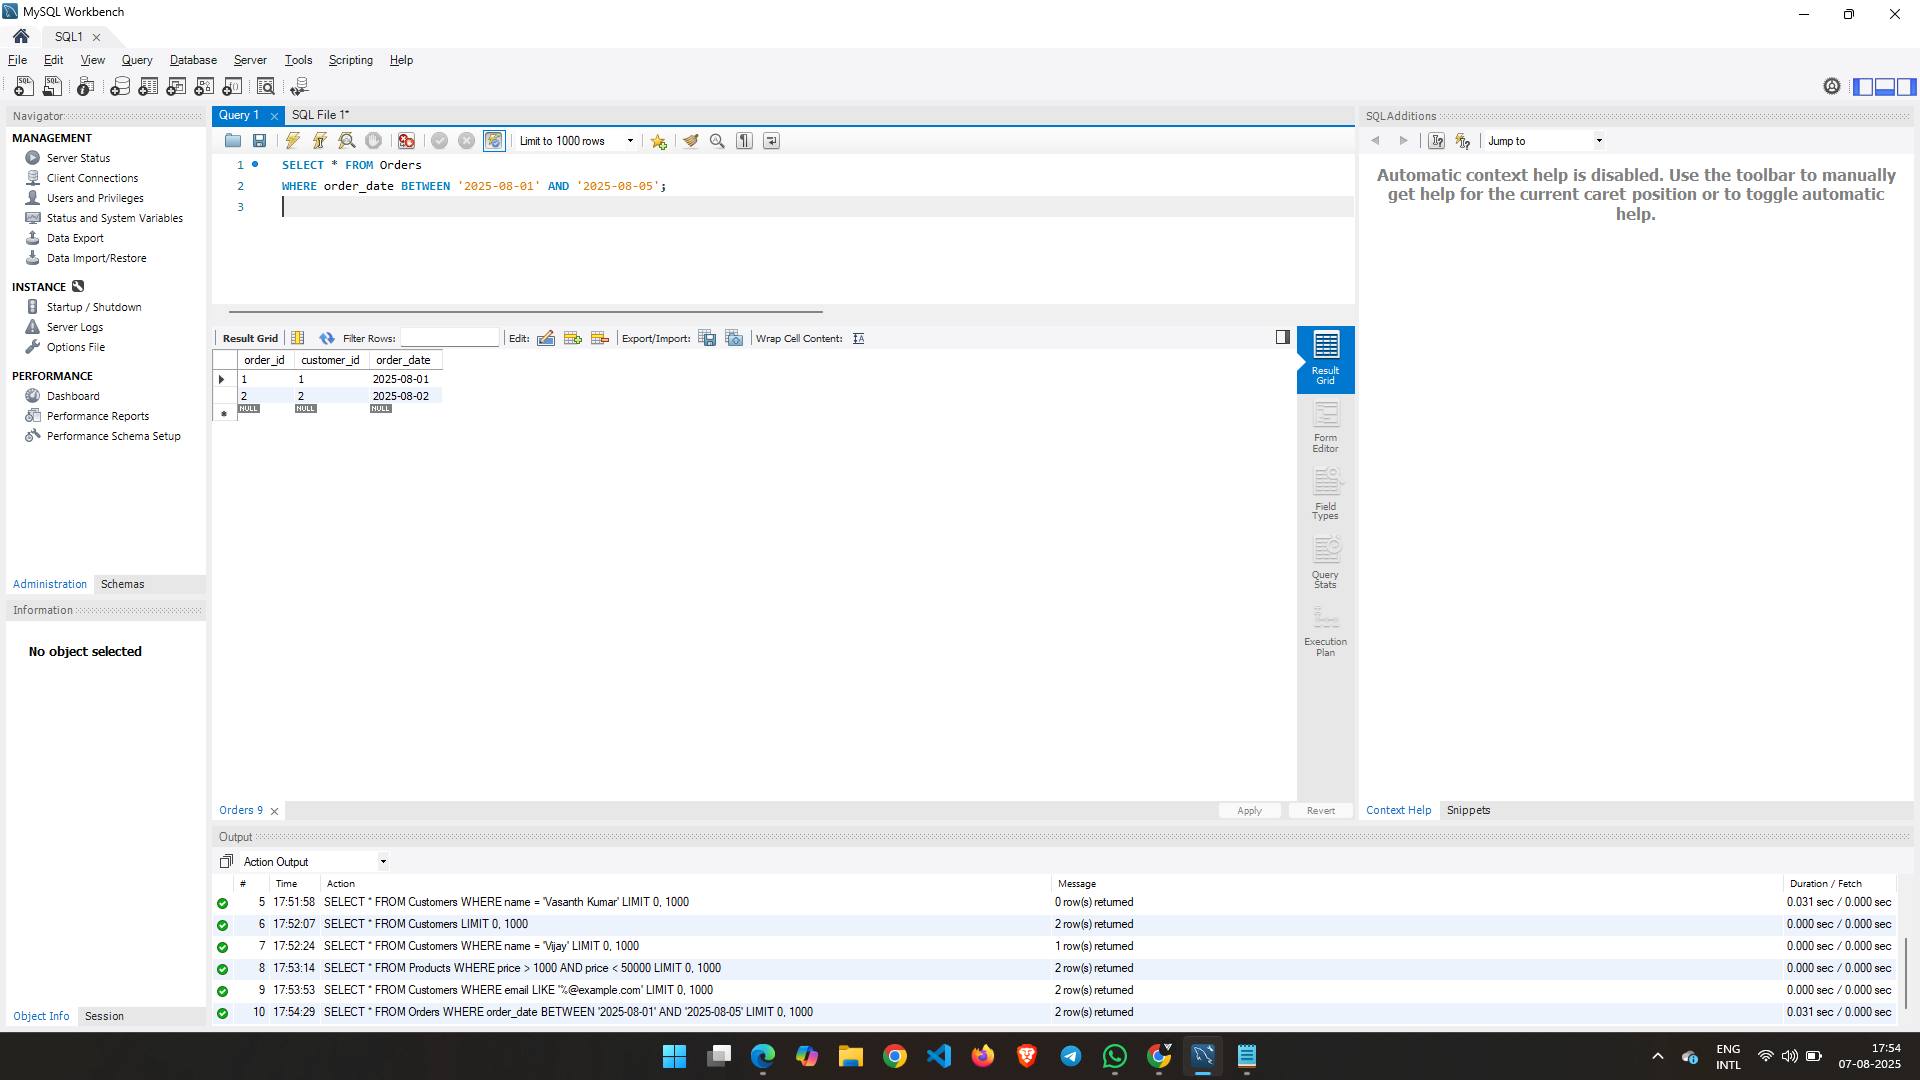 MySQL Workbench
SQL1
File Edit View Query Database Server Tools Scripting Help
Navigator
MANAGEMENT
Server Status
Client Connections
Users and Privileges
Status and System Variables
Data Export
Data Import/Restore
INSTANCE
Startup / Shutdown
Server Logs
Options File
PERFORMANCE
Dashboard
Performance Reports
Performance Schema Setup
Administration Schemas
Information
No object selected
Object Info Session
Query 1 SQL File 1*
Limit to 1000 rows
1 SELECT * FROM Orders
2 WHERE order_date BETWEEN '2025-08-01' AND '2025-08-05';
3
Result Grid Filter Rows: Edit: Export/Import: Wrap Cell Content:
order_id customer_id order_date
1 1 2025-08-01
2 2 2025-08-02
NULL NULL NULL
Result
Grid
Form
Editor
Field
Types
Query
Stats
Execution
Plan
Orders 9 Apply Revert
SQLAdditions
Jump to
Automatic context help is disabled. Use the toolbar to manually
get help for the current caret position or to toggle automatic
help.
Context Help Snippets
Output
Action Output
# Time Action Message Duration / Fetch
5 17:51:58 SELECT * FROM Customers WHERE name = 'Vasanth Kumar' LIMIT 0, 1000 0 row(s) returned 0.031 sec / 0.000 sec
6 17:52:07 SELECT * FROM Customers LIMIT 0, 1000 2 row(s) returned 0.000 sec / 0.000 sec
7 17:52:24 SELECT * FROM Customers WHERE name = 'Vijay' LIMIT 0, 1000 1 row(s) returned 0.000 sec / 0.000 sec
8 17:53:14 SELECT * FROM Products WHERE price > 1000 AND price < 50000 LIMIT 0, 1000 2 row(s) returned 0.000 sec / 0.000 sec
9 17:53:53 SELECT * FROM Customers WHERE email LIKE '%@example.com' LIMIT 0, 1000 2 row(s) returned 0.000 sec / 0.000 sec
10 17:54:29 SELECT * FROM Orders WHERE order_date BETWEEN '2025-08-01' AND '2025-08-05' LIMIT 0, 1000 2 row(s) returned 0.031 sec / 0.000 sec
ENG
INTL
17:54
07-08-2025